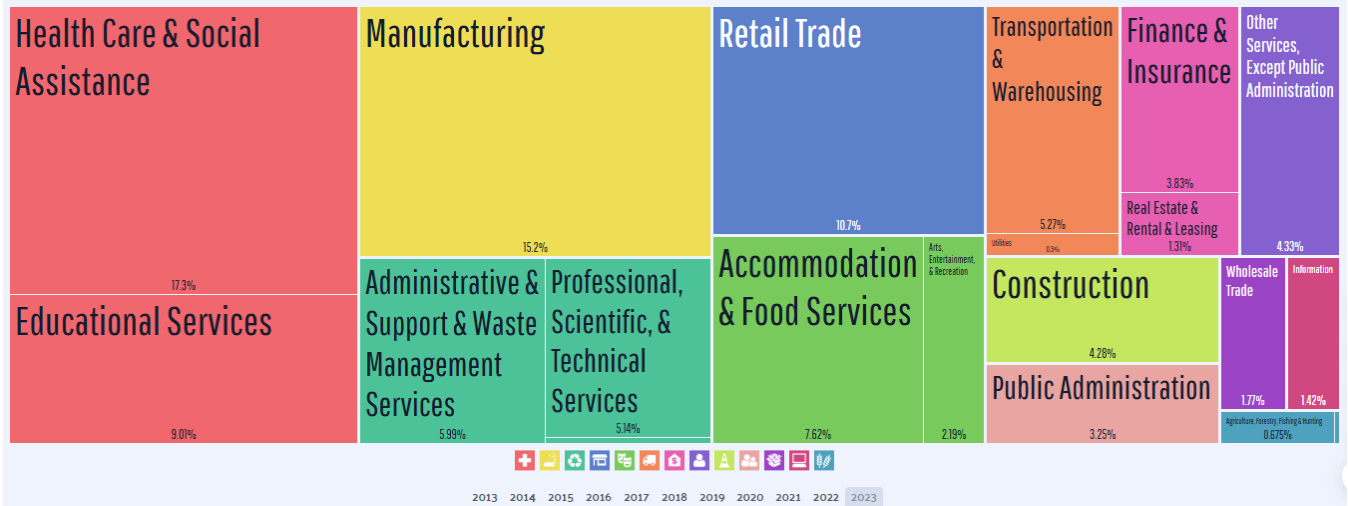 Health Care & Social
Assistance
17.3%
Educational Services
9.01%
Manufacturing
15.2%
Administrative &
Support & Waste
Management
Services
5.99%
Professional,
Scientific, &
Technical
Services
5.14%
Retail Trade
10.7%
Accommodation
& Food Services
7.62%
Arts,
Entertainment,
& Recreation
2.19%
Transportation
&
Warehousing
5.27%
Utilities
0.5%
Finance &
Insurance
3.83%
Real Estate &
Rental & Leasing
1.31%
Other
Services,
Except Public
Administration
4.33%
Construction
4.28%
Public Administration
3.25%
Wholesale
Trade
1.77%
Information
1.42%
Agriculture, Forestry, Fishing & Hunting
0.675%
2013 2014 2015 2016 2017 2018 2019 2020 2021 2022 2023